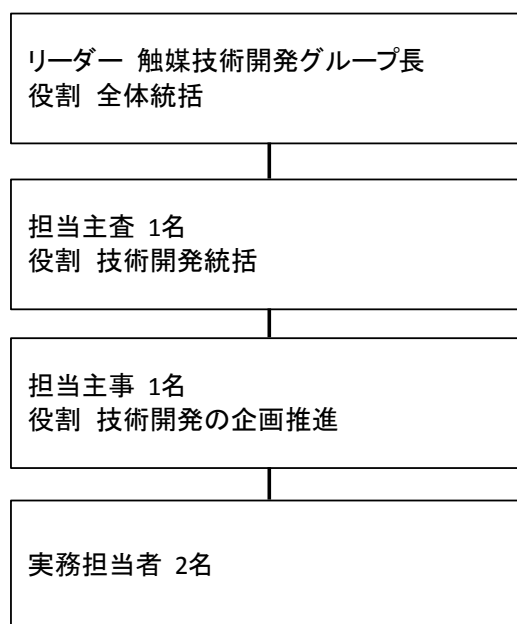 リーダー 触媒技術開発グループ長
役割 全体統括
担当主査 1名
役割 技術開発統括
担当主事 1名
役割 技術開発の企画推進
実務担当者 2名